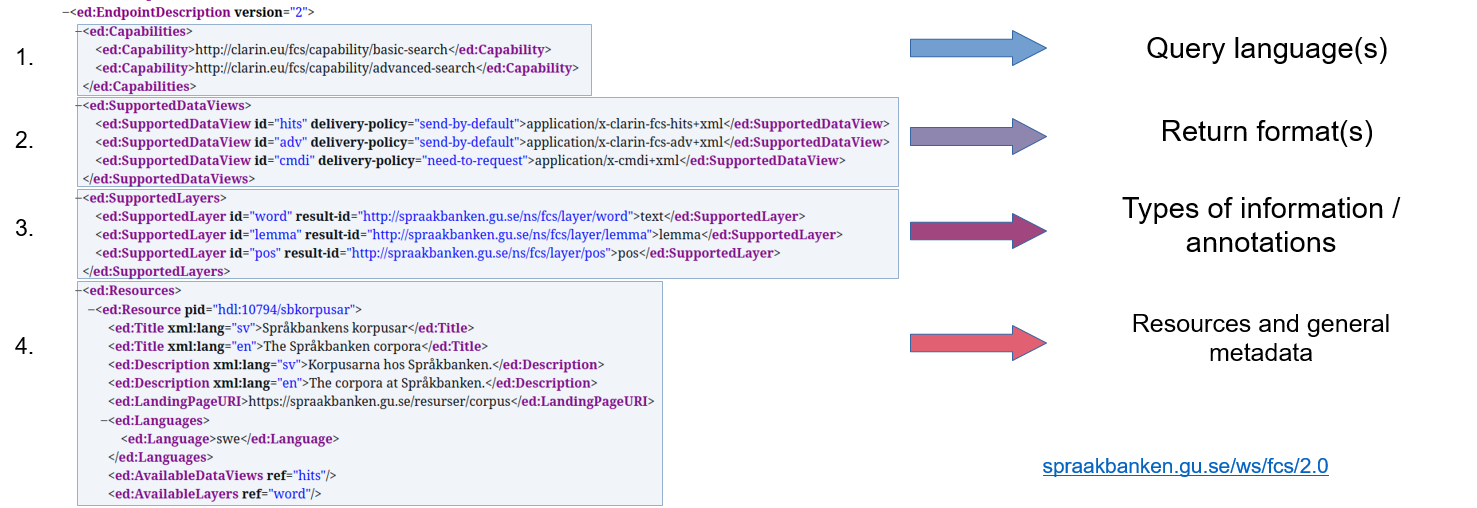 −<ed:EndpointDescription version="2">
1.
−<ed:Capabilities>
<ed:Capability>http://clarin.eu/fcs/capability/basic-search</ed:Capability>
<ed:Capability>http://clarin.eu/fcs/capability/advanced-search</ed:Capability>
</ed:Capabilities>
Query language(s)
2.
−<ed:SupportedDataViews>
<ed:SupportedDataView id="hits" delivery-policy="send-by-default">application/x-clarin-fcs-hits+xml</ed:SupportedDataView>
<ed:SupportedDataView id="adv" delivery-policy="send-by-default">application/x-clarin-fcs-adv+xml</ed:SupportedDataView>
<ed:SupportedDataView id="cmdi" delivery-policy="need-to-request">application/x-cmdi+xml</ed:SupportedDataView>
</ed:SupportedDataViews>
Return format(s)
3.
−<ed:SupportedLayers>
<ed:SupportedLayer id="word" result-id="http://spraakbanken.gu.se/ns/fcs/layer/word">text</ed:SupportedLayer>
<ed:SupportedLayer id="lemma" result-id="http://spraakbanken.gu.se/ns/fcs/layer/lemma">lemma</ed:SupportedLayer>
<ed:SupportedLayer id="pos" result-id="http://spraakbanken.gu.se/ns/fcs/layer/pos">pos</ed:SupportedLayer>
</ed:SupportedLayers>
Types of information /
annotations
4.
−<ed:Resources>
−<ed:Resource pid="hdl:10794/sbkorpusar">
<ed:Title xml:lang="sv">Språkbankens korpusar</ed:Title>
<ed:Title xml:lang="en">The Språkbanken corpora</ed:Title>
<ed:Description xml:lang="sv">Korpusarna hos Språkbanken.</ed:Description>
<ed:Description xml:lang="en">The corpora at Språkbanken.</ed:Description>
<ed:LandingPageURI>https://spraakbanken.gu.se/resurser/corpus</ed:LandingPageURI>
−<ed:Languages>
<ed:Language>swe</ed:Language>
</ed:Languages>
<ed:AvailableDataViews ref="hits"/>
<ed:AvailableLayers ref="word"/>
Resources and general
metadata
spraakbanken.gu.se/ws/fcs/2.0